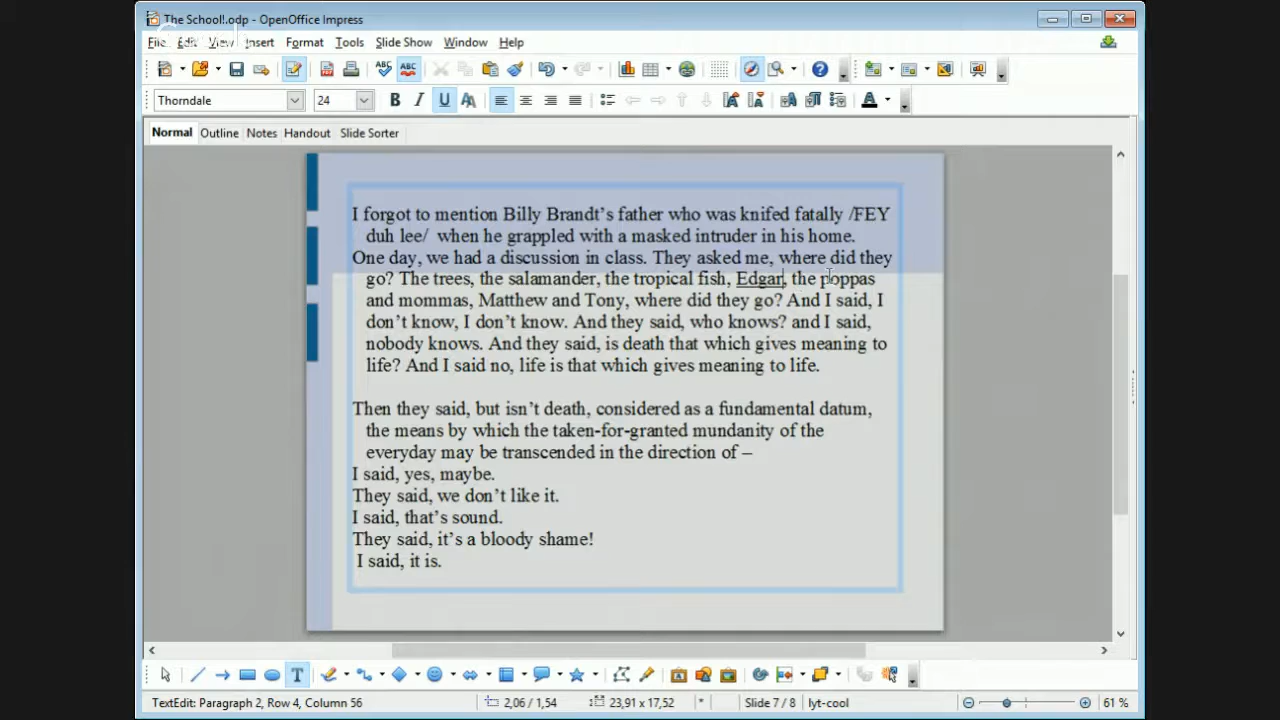 The School!.odp - OpenOffice Impress
File Edit View Insert Format Tools Slide Show Window Help
Thorndale 24
Normal Outline Notes Handout Slide Sorter
I forgot to mention Billy Brandt’s father who was knifed fatally /FEY
duh lee/ when he grappled with a masked intruder in his home.
One day, we had a discussion in class. They asked me, where did they
go? The trees, the salamander, the tropical fish, Edgar, the poppas
and mommas, Matthew and Tony, where did they go? And I said, I
don’t know, I don’t know. And they said, who knows? and I said,
nobody knows. And they said, is death that which gives meaning to
life? And I said no, life is that which gives meaning to life.
Then they said, but isn’t death, considered as a fundamental datum,
the means by which the taken-for-granted mundanity of the
everyday may be transcended in the direction of –
I said, yes, maybe.
They said, we don’t like it.
I said, that’s sound.
They said, it’s a bloody shame!
I said, it is.
TextEdit: Paragraph 2, Row 4, Column 56 2,06 / 1,54 23,91 x 17,52 * Slide 7 / 8 lyt-cool 61 %